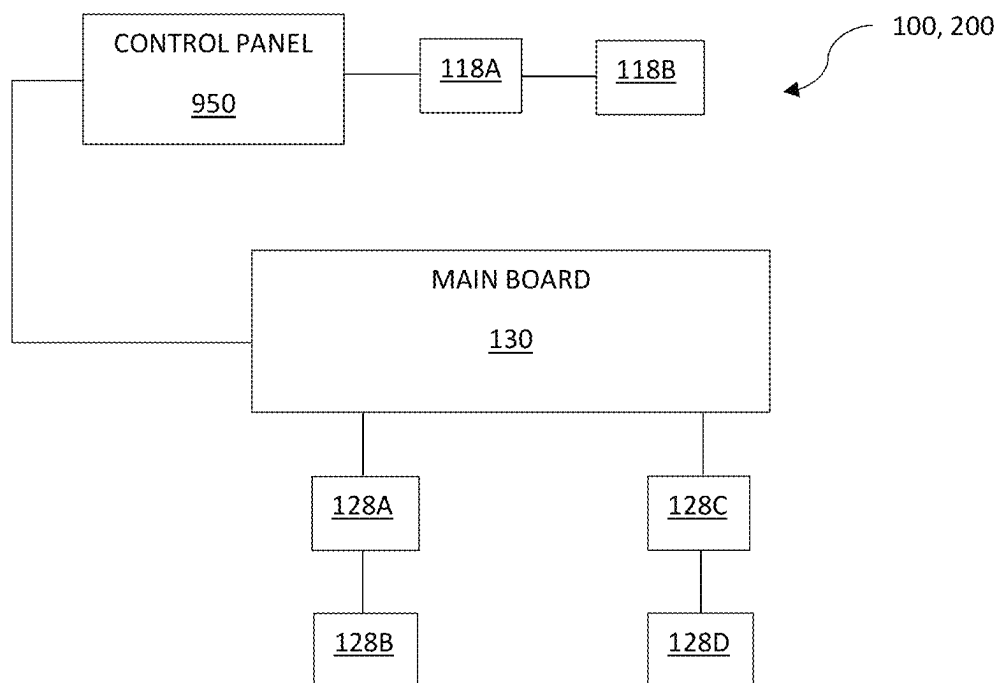 CONTROL PANEL
950
118A
118B
100, 200
MAIN BOARD
130
128A
128C
128B
128D